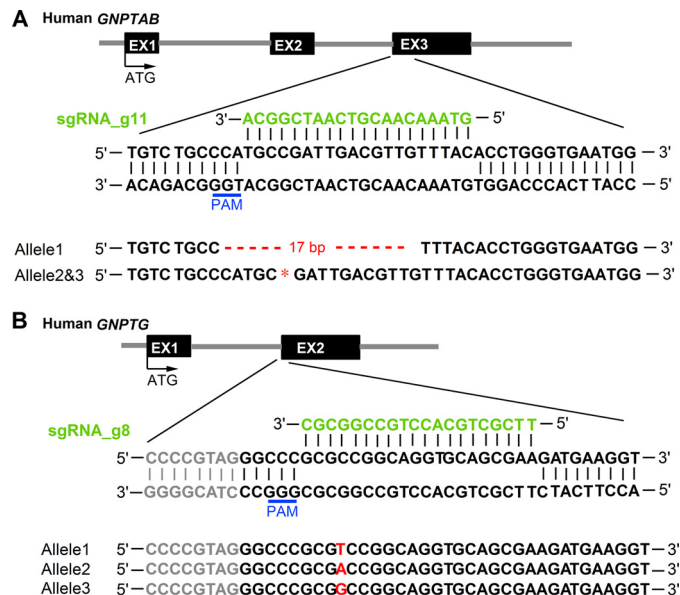 A Human GNPTAB
EX1 EX2 EX3
ATG
sgRNA_g11 3'— ACGGCTAACTGCAACAAATG —5'
5'— TGTCTGCCCATGCCGATTGACGTTGTTTACACCTGGGTGAATGG — 3'
3'— ACAGACGGGTACGGCTAACTGCAACAAATGTGGACCCACTTACC — 5'
PAM
Allele1 5'— TGTCTGCC ----- 17 bp ------ TTTACACCTGGGTGAATGG — 3'
Allele2&3 5'— TGTCTGCCCATGC * GATTGACGTTGTTTACACCTGGGTGAATGG — 3'
B Human GNPTG
EX1 EX2
ATG
sgRNA_g8 3'— CGCGGCCGTCCACGTCGCTT —5'
5'— CCCCGTAGGGCCCGCGCCGGCAGGTGCAGCGAAGATGAAGGT — 3'
3'— GGGGCATCCCGGGCGCGGCCGTCCACGTCGCTTCTACTTCCA — 5'
PAM
Allele1 5'— CCCCGTAGGGCCCGCGTCCGGCAGGTGCAGCGAAGATGAAGGT — 3'
Allele2 5'— CCCCGTAGGGCCCGCGACCGGCAGGTGCAGCGAAGATGAAGGT — 3'
Allele3 5'— CCCCGTAGGGCCCGCGGCCGGCAGGTGCAGCGAAGATGAAGGT — 3'